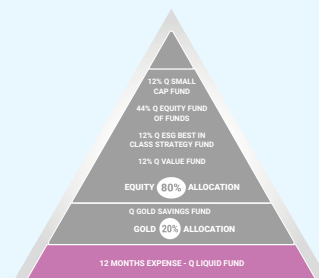 12% Q SMALL
CAP FUND
44% Q EQUITY FUND
OF FUNDS
12% Q ESG BEST IN
CLASS STRATEGY FUND
12% Q VALUE FUND
EQUITY 80% ALLOCATION
Q GOLD SAVINGS FUND
GOLD 20% ALLOCATION
12 MONTHS EXPENSE - Q LIQUID FUND